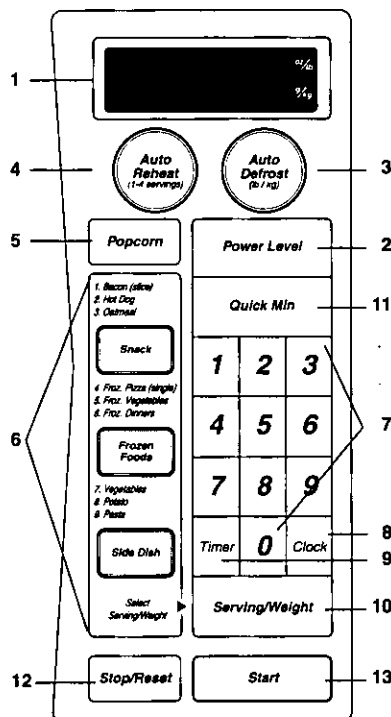 oz/lb
1
g/kg
Auto
Reheat
(1-4 servings)
Auto
Defrost
(lb / kg)
4
3
5
Popcorn
Power Level
2
1. Bacon (slice)
2. Hot Dog
3. Oatmeal
Quick Min
11
Snack
1 2 3
4 Froz. Pizza (single)
5. Froz. Vegetables
6. Froz. Dinners
6
Frozen
Foods
4 5 6
7
7. Vegetables
8 Potato
9 Pasta
7 8 9
Side Dish
Timer 0 Clock
8
9
Select
Serving/Weight
Serving/Weight
10
12
Stop/Reset
Start
13